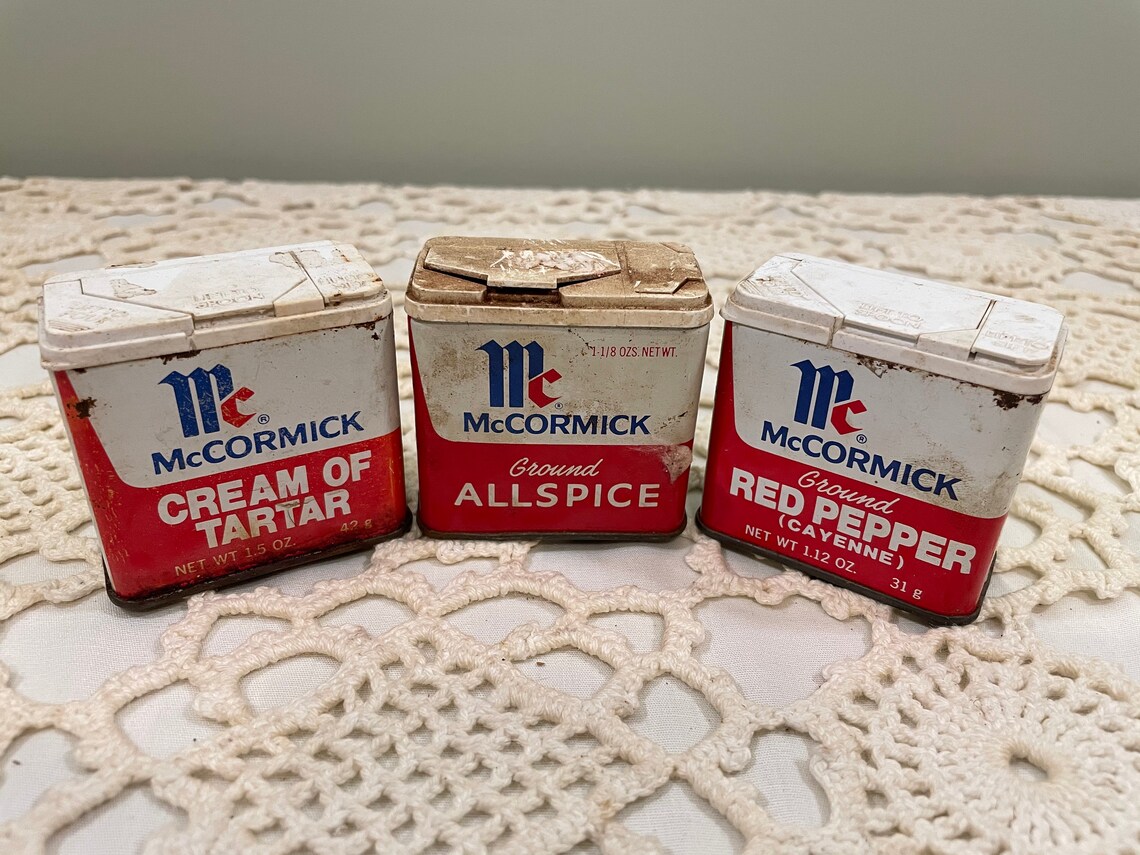 Mc ®
McCORMICK
CREAM OF
TARTAR
NET WT 1.5 OZ. 42 g
1-1/8 OZS. NET WT.
Mc ®
McCORMICK
Ground
ALLSPICE
Mc ®
McCORMICK
Ground
RED PEPPER
(CAYENNE)
NET WT 1.12 OZ. 31 g